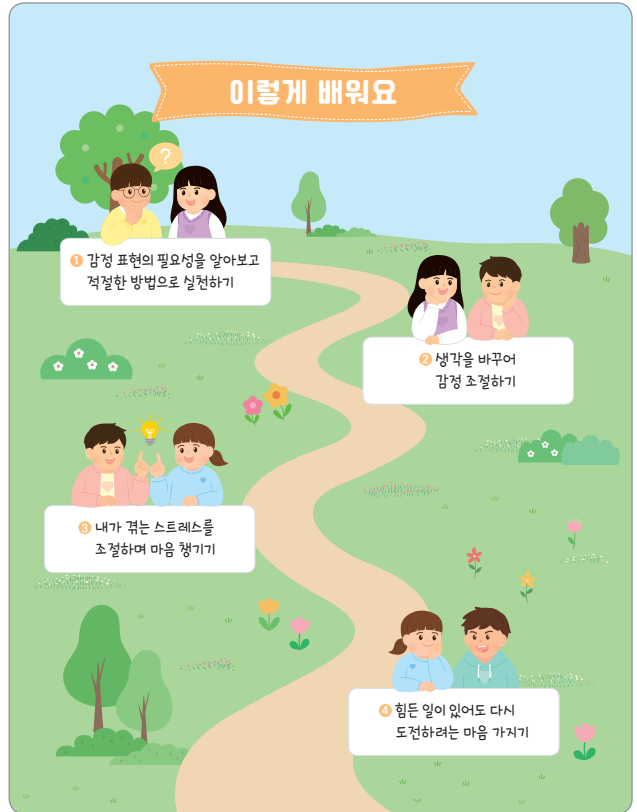 이렇게 배워요
?
1 감정 표현의 필요성을 알아보고
적절한 방법으로 실천하기
2 생각을 바꾸어
감정 조절하기
3 내가 겪는 스트레스를
조절하며 마음 챙기기
4 힘든 일이 있어도 다시
도전하려는 마음 가지기